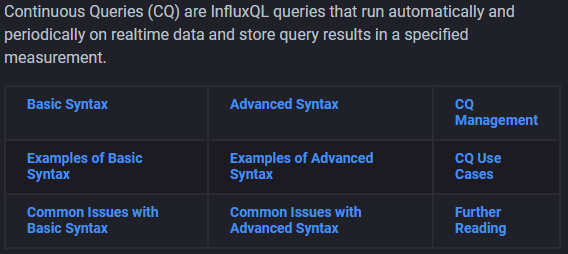 Continuous Queries (CQ) are InfluxQL queries that run automatically and
periodically on realtime data and store query results in a specified
measurement.
Basic Syntax
Advanced Syntax
CQ
Management
Examples of Basic
Syntax
Examples of Advanced
Syntax
CQ Use
Cases
Common Issues with
Basic Syntax
Common Issues with
Advanced Syntax
Further
Reading